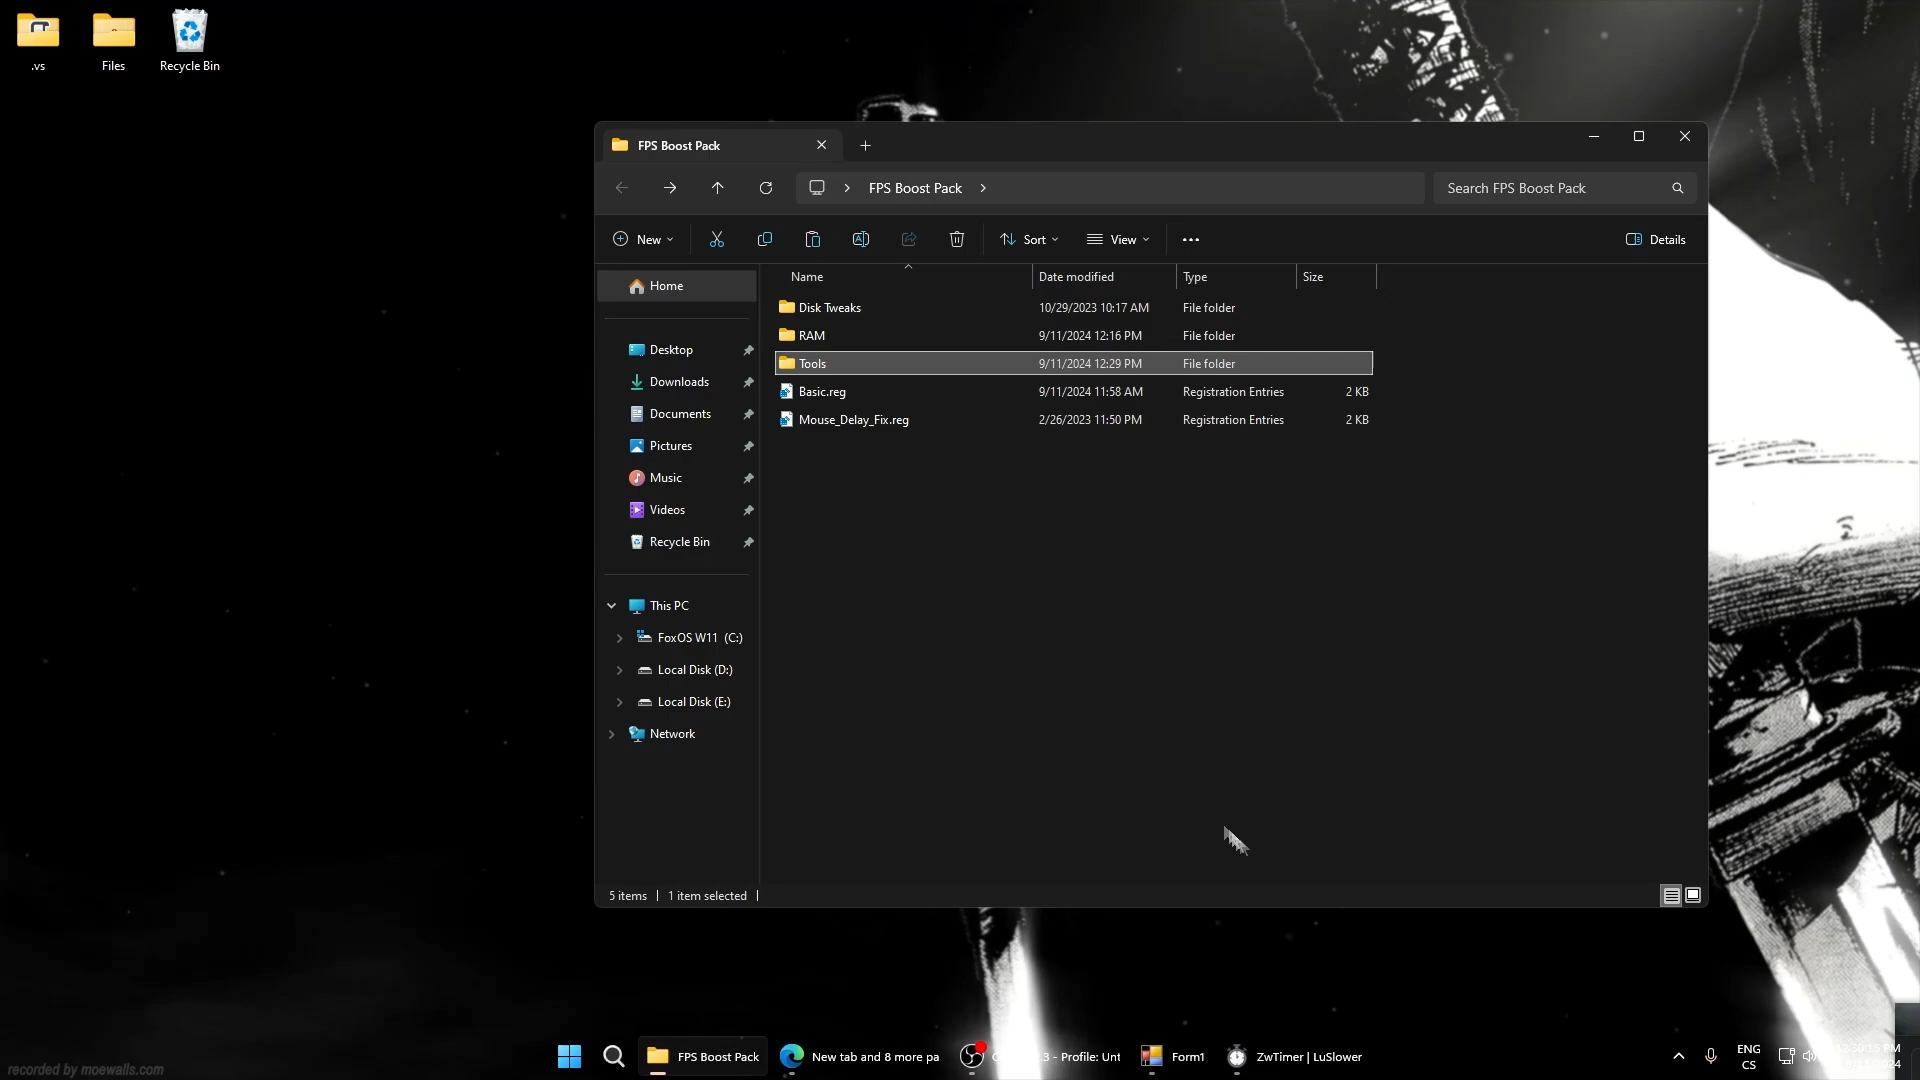 .vs
Files
Recycle Bin
FPS Boost Pack
FPS Boost Pack
Search FPS Boost Pack
New
Sort
View
Details
Name
Date modified
Type
Size
Home
Disk Tweaks
10/29/2023 10:17 AM
File folder
RAM
9/11/2024 12:16 PM
File folder
Tools
9/11/2024 12:29 PM
File folder
Basic.reg
9/11/2024 11:58 AM
Registration Entries
2 KB
Mouse_Delay_Fix.reg
2/26/2023 11:50 PM
Registration Entries
2 KB
Desktop
Downloads
Documents
Pictures
Music
Videos
Recycle Bin
This PC
FoxOS W11 (C:)
Local Disk (D:)
Local Disk (E:)
Network
5 items
1 item selected
FPS Boost Pack
New tab and 8 more pa
- Profile: Unt
Form1
ZwTimer | LuSlower
ENG
CS
recorded by moewalls.com